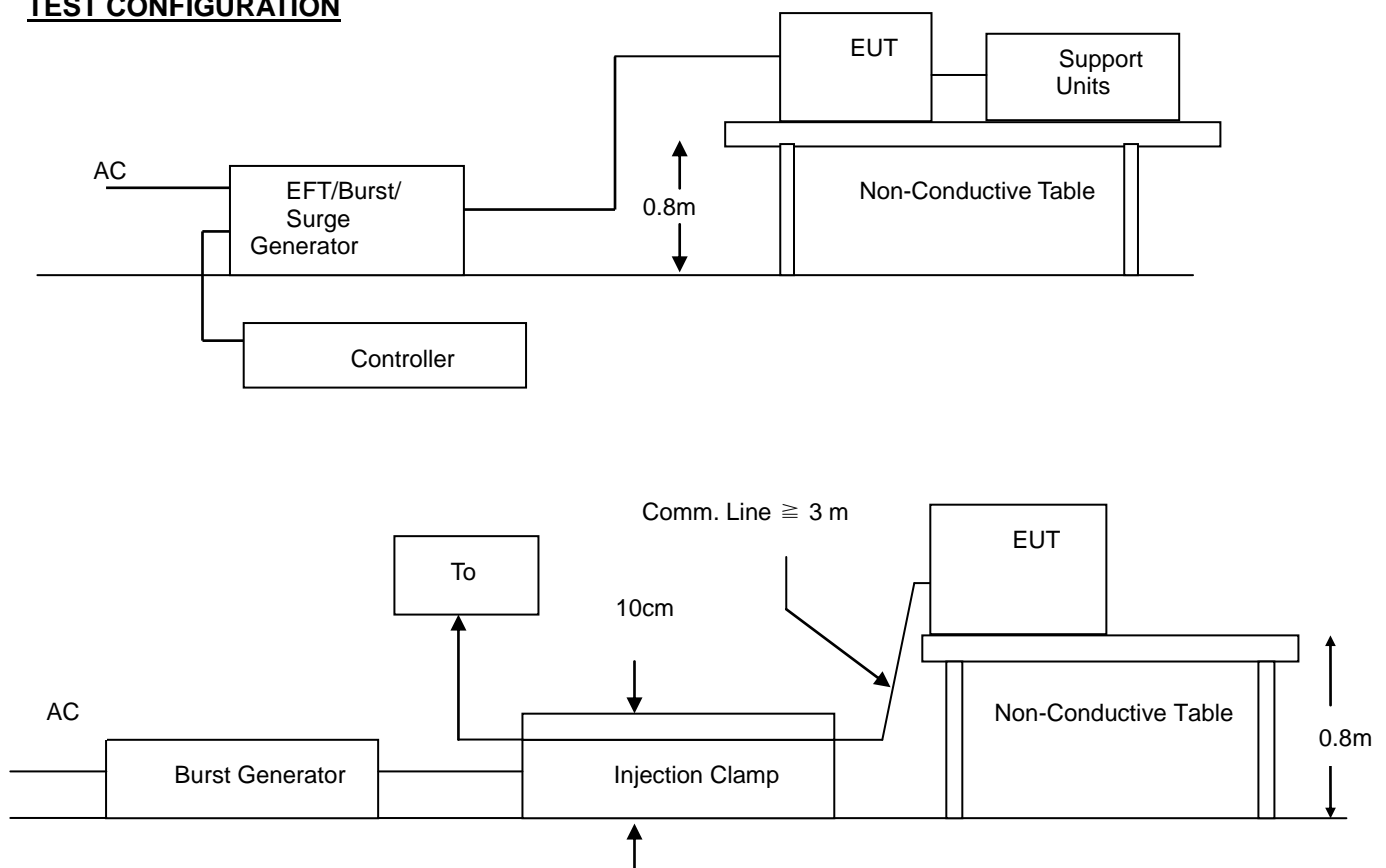 TEST CONFIGURATION
EUT
Support
Units
AC
EFT/Burst/
Surge
Generator
0.8m
Non-Conductive Table
Controller
Comm. Line ≧ 3 m
EUT
To
10cm
AC
Non-Conductive Table
0.8m
Burst Generator
Injection Clamp